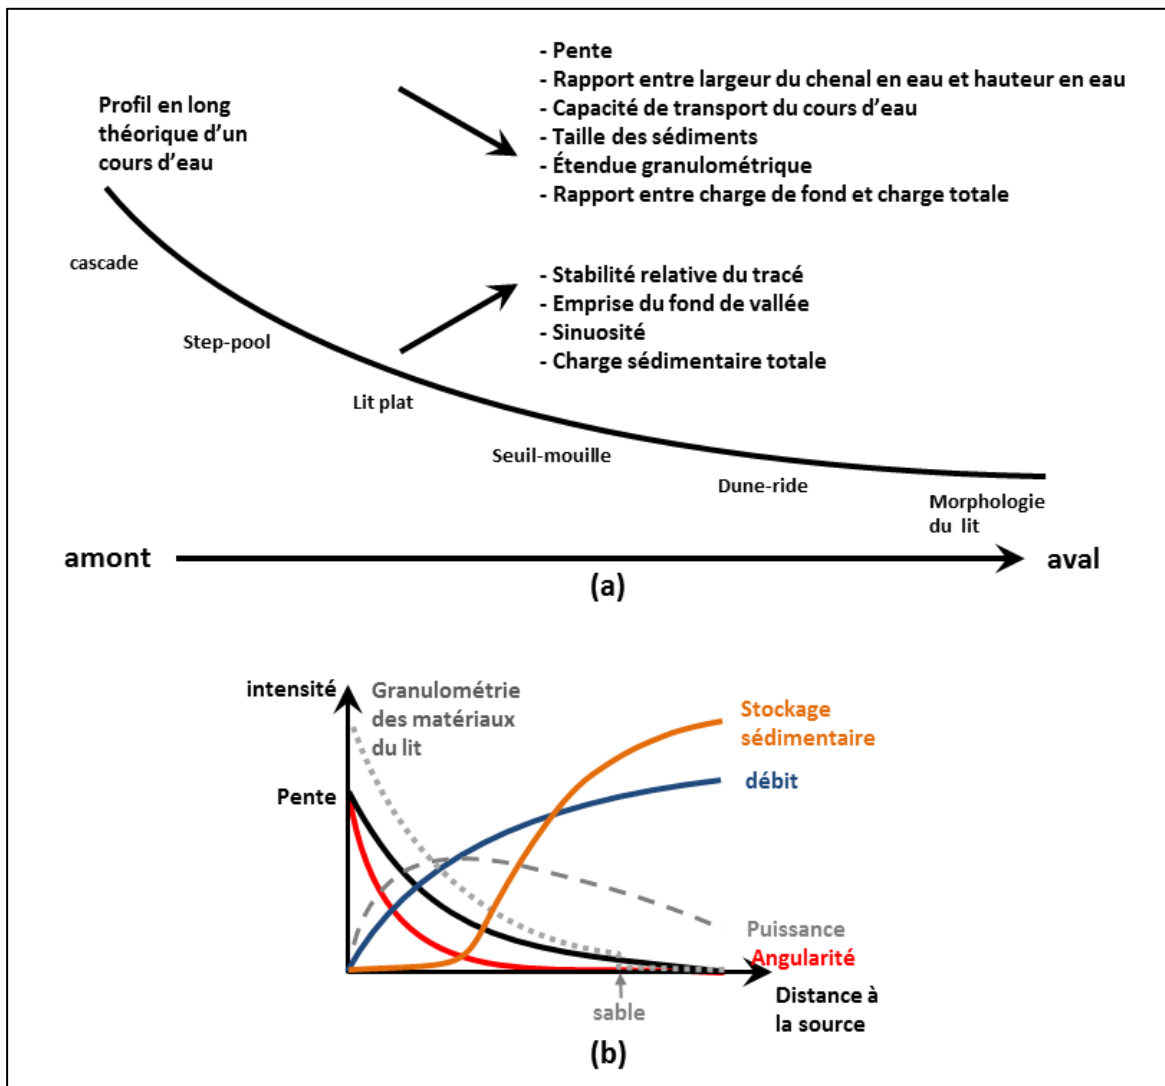 Profil en long
théorique d’un
cours d’eau
- Pente
- Rapport entre largeur du chenal en eau et hauteur en eau
- Capacité de transport du cours d’eau
- Taille des sédiments
- Étendue granulométrique
- Rapport entre charge de fond et charge totale
- Stabilité relative du tracé
- Emprise du fond de vallée
- Sinuosité
- Charge sédimentaire totale
cascade
Step-pool
Lit plat
Seuil-mouille
Dune-ride
Morphologie
du lit
amont
aval
(a)
intensité
Granulométrie
des matériaux
du lit
Pente
Stockage
sédimentaire
débit
Puissance
Angularité
Distance à
la source
sable
(b)